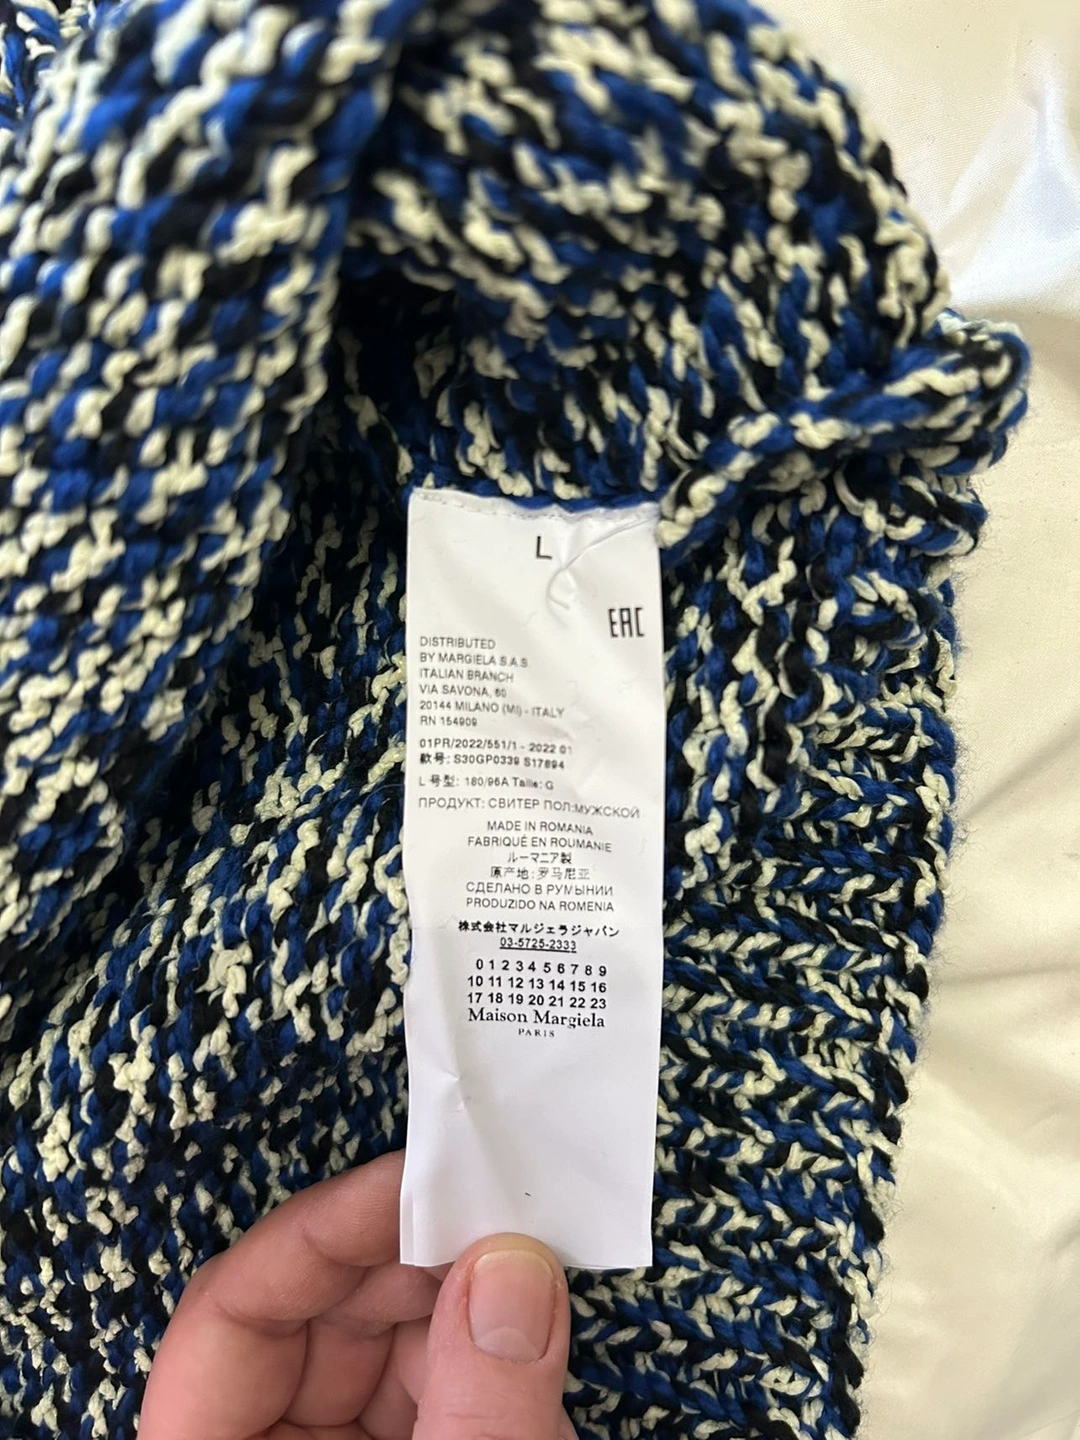 L
EAC
DISTRIBUTED
BY MARGIELA S.A.S.
ITALIAN BRANCH
VIA SAVONA, 60
20144 MILANO (MI) - ITALY
RN 154909
01PR/2022/551/1 - 2022 01
款号: S30GP0339 S17894
L 号型: 180/96A Taille: G
ПРОДУКТ: СВИТЕР ПОЛ:МУЖСКОЙ
MADE IN ROMANIA
FABRIQUÉ EN ROUMANIE
ルーマニア製
原产地: 罗马尼亚
СДЕЛАНО В РУМЫНИИ
PRODUZIDO NA ROMENIA
株式会社マルジェラジャパン
03-5725-2333
0 1 2 3 4 5 6 7 8 9
10 11 12 13 14 15 16
17 18 19 20 21 22 23
Maison Margiela
PARIS